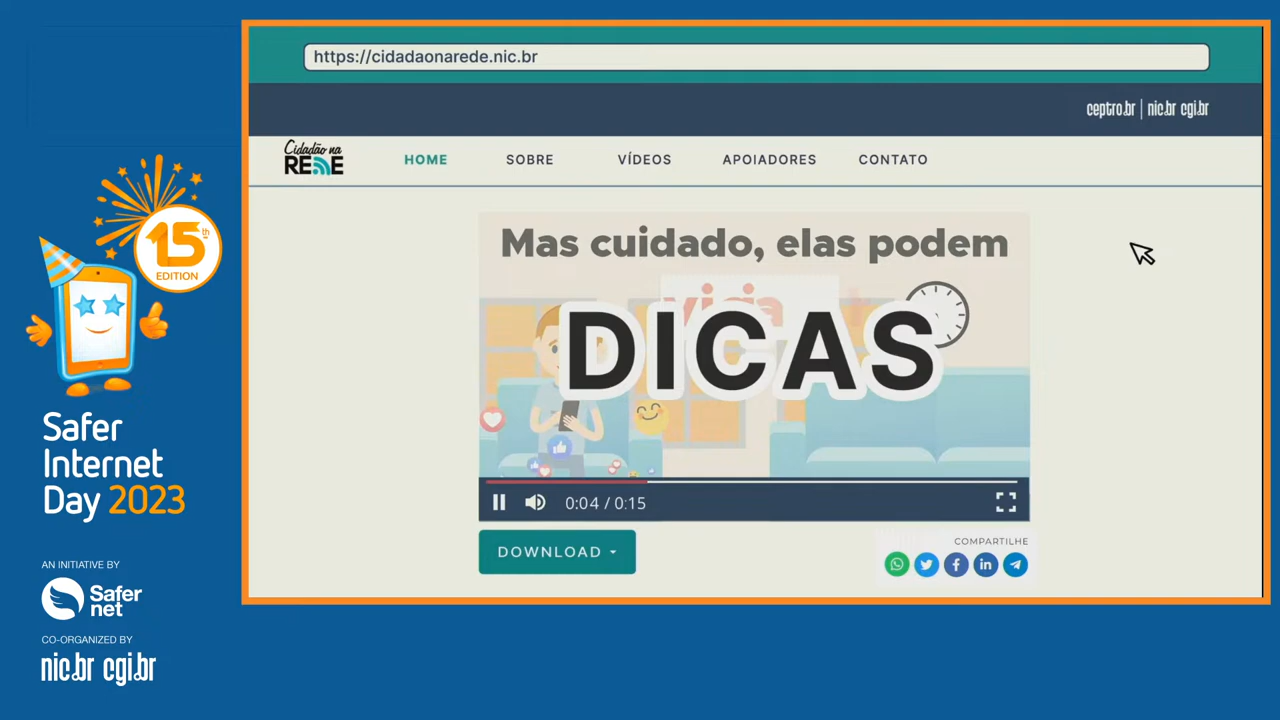 https://cidadaonarede.nic.br
ceptro.br | nic.br cgi.br
Cidadão na
REDE
HOME
SOBRE
VÍDEOS
APOIADORES
CONTATO
Mas cuidado, elas podem
DICAS
0:04 / 0:15
DOWNLOAD
COMPARTILHE
15th
EDITION
Safer
Internet
Day 2023
AN INITIATIVE BY
Safer
net
CO-ORGANIZED BY
nic.br cgi.br